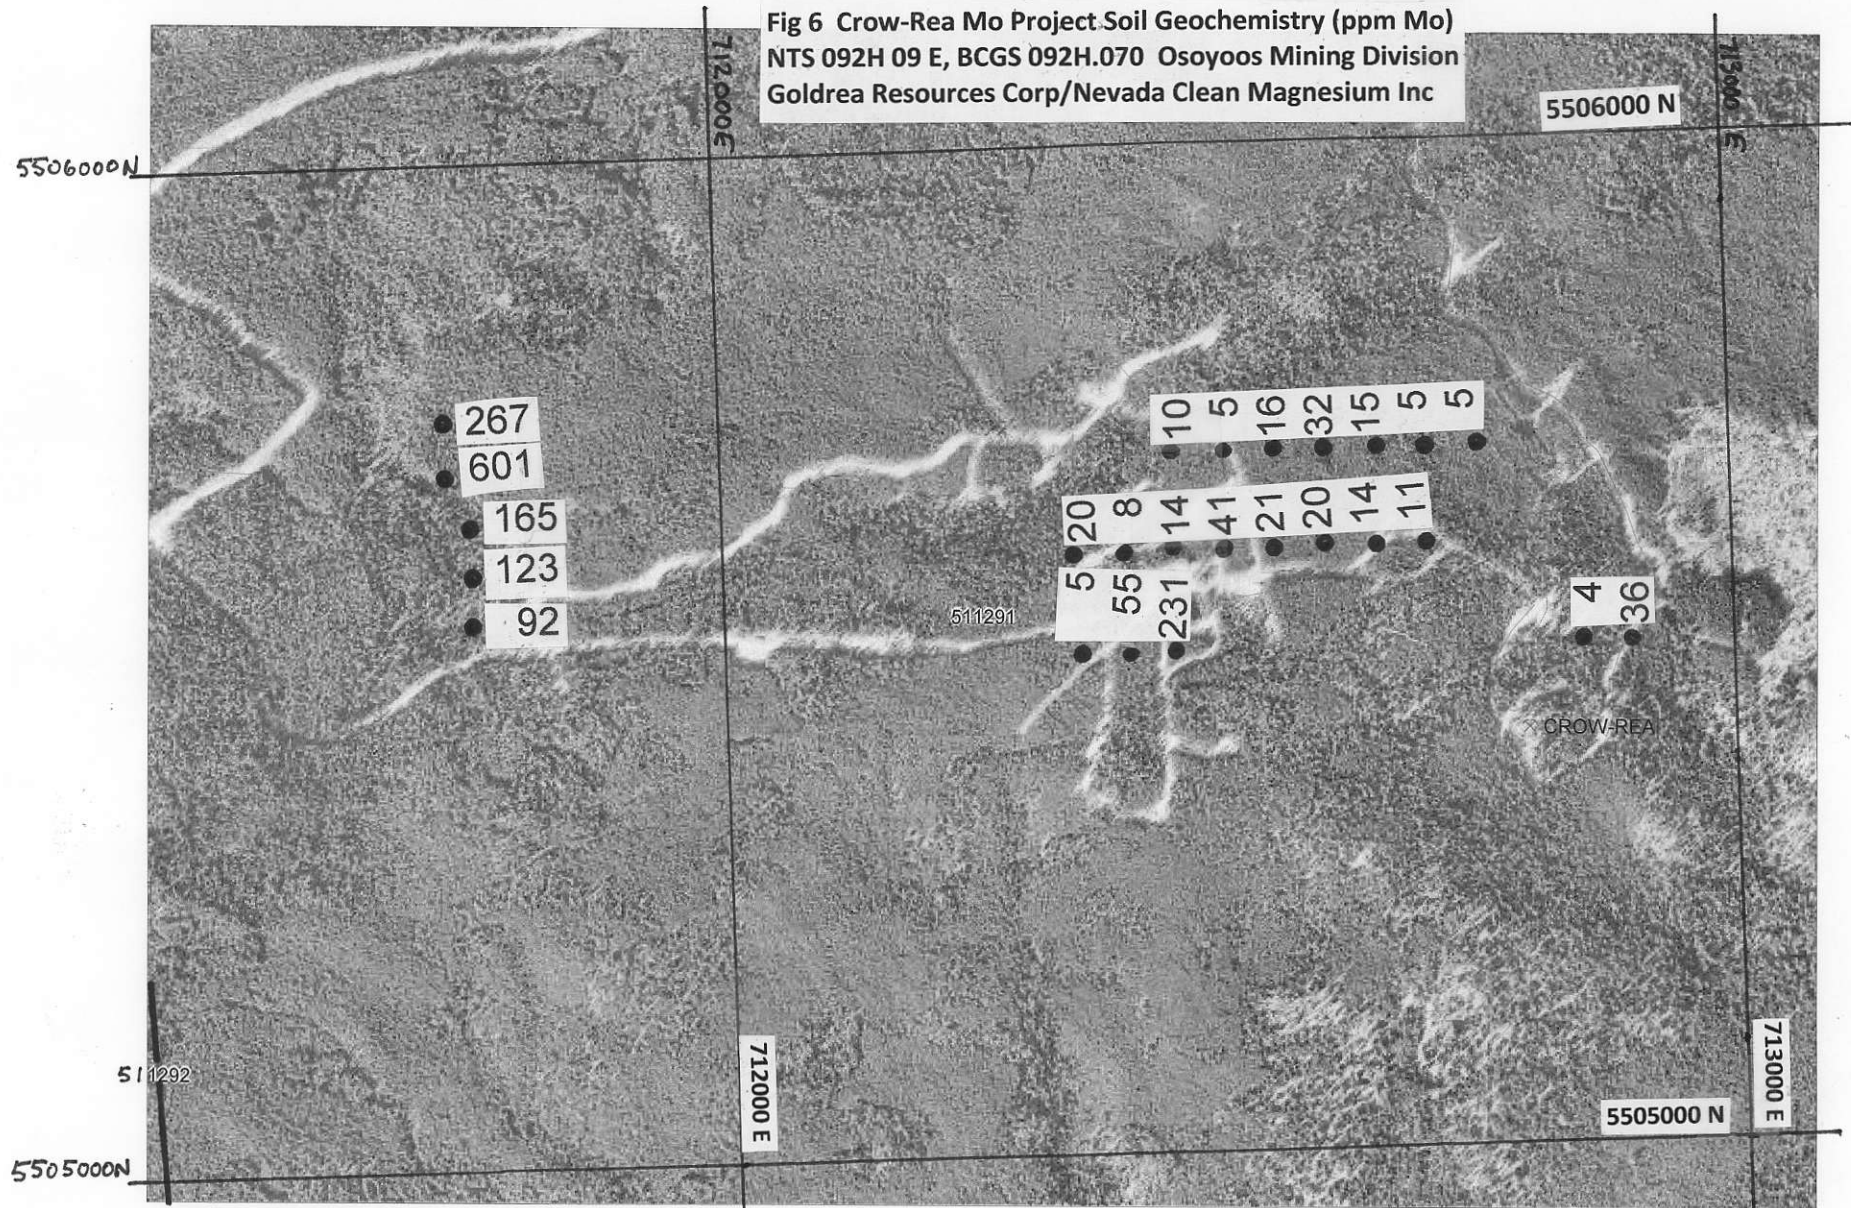 Fig 6 Crow-Rea Mo Project Soil Geochemistry (ppm Mo)
NTS 092H 09 E, BCGS 092H.070 Osoyoos Mining Division
Goldrea Resources Corp/Nevada Clean Magnesium Inc
712000E
713000 E
5506000 N
5506000N
267
601
165
123
92
10 5 16 32 15 5 5
20 8 14 41 21 20 14 11
5 55 231
4 36
511291
CROW-REA
511292
712000 E
713000 E
5505000 N
5505000N